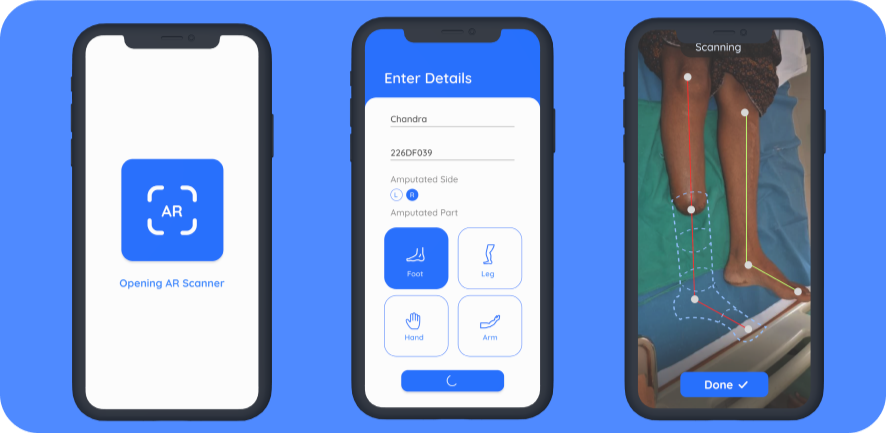 AR
Opening AR Scanner
Enter Details
Chandra
226DF039
Amputated Side
L R
Amputated Part
Foot Leg
Hand Arm
Scanning
Done